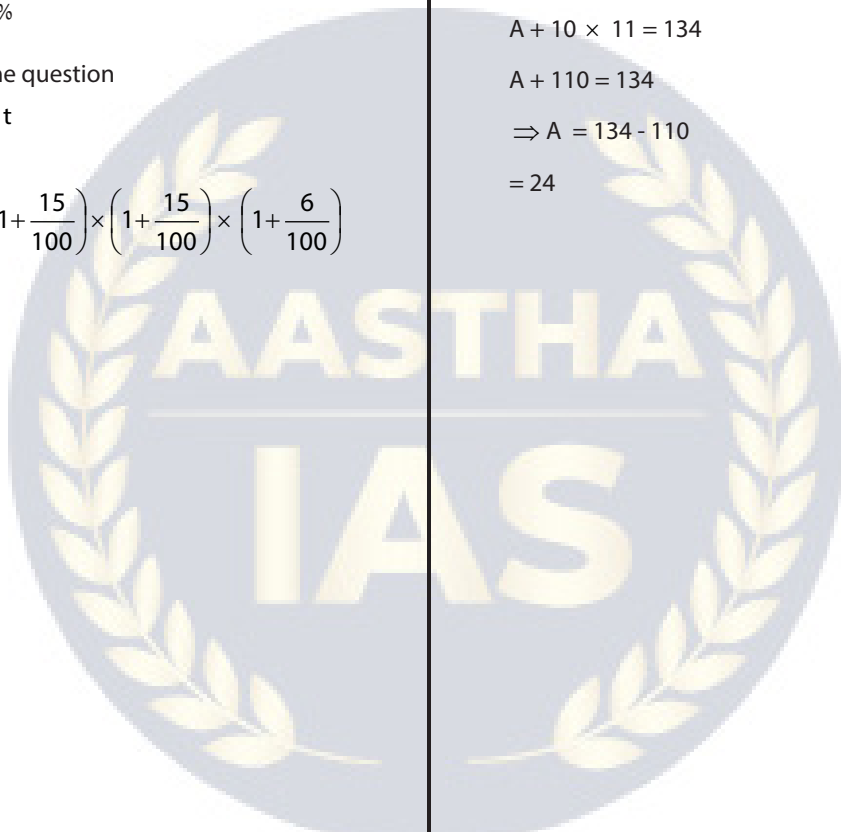 %
ne question
t
1+15/100)×(1+15/100)×(1+6/100)
A + 10 × 11 = 134
A + 110 = 134
⇒ A = 134 - 110
= 24
AASTHA
IAS